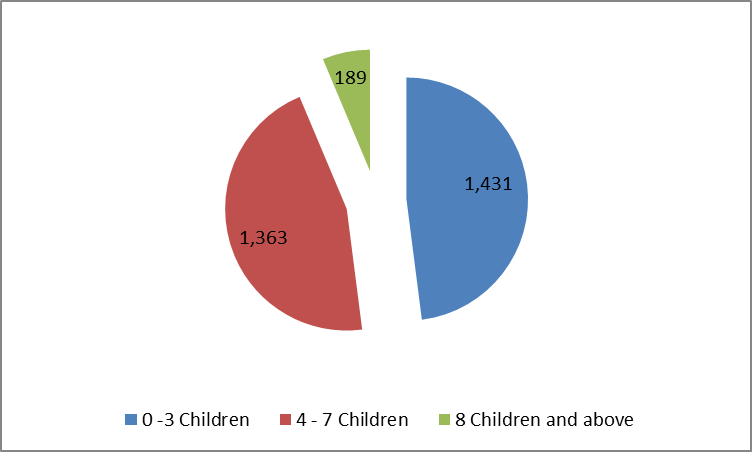 189
1,431
1,363
0 -3 Children
4 - 7 Children
8 Children and above